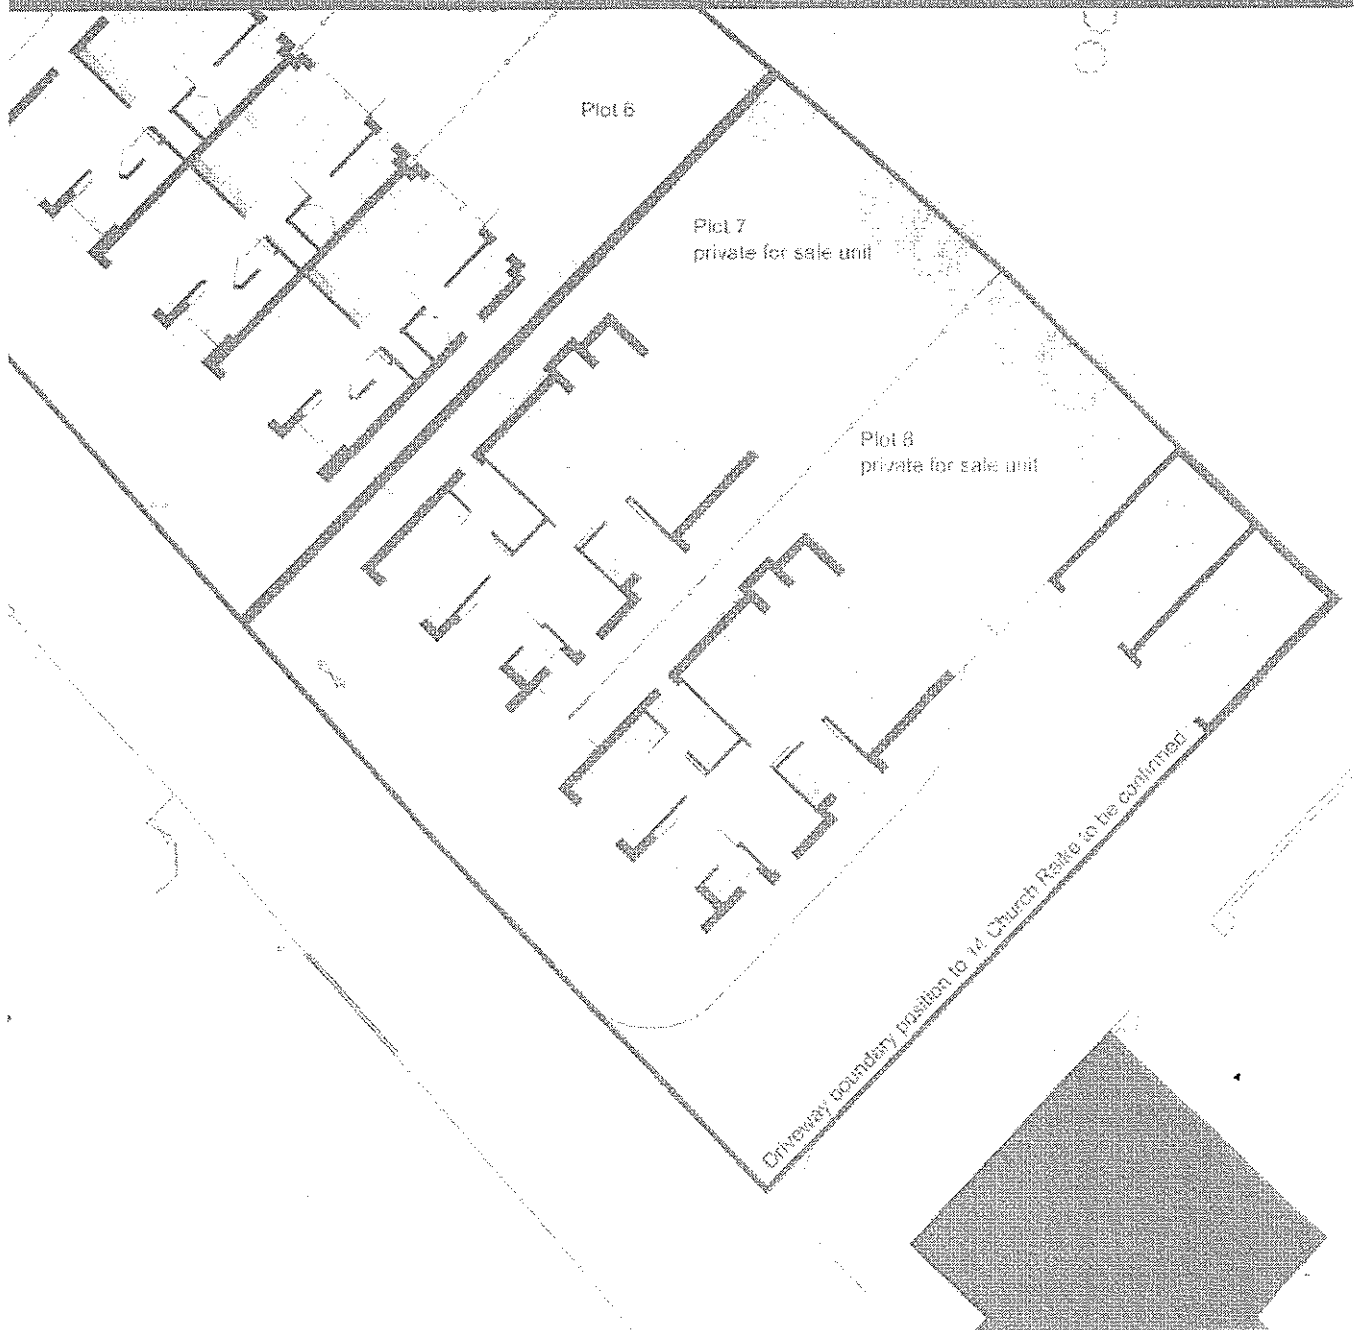 Plot 6
Plot 7
private for sale unit
Plot 8
private for sale unit
Driveway boundary position to 14 Church Raike to be confirmed